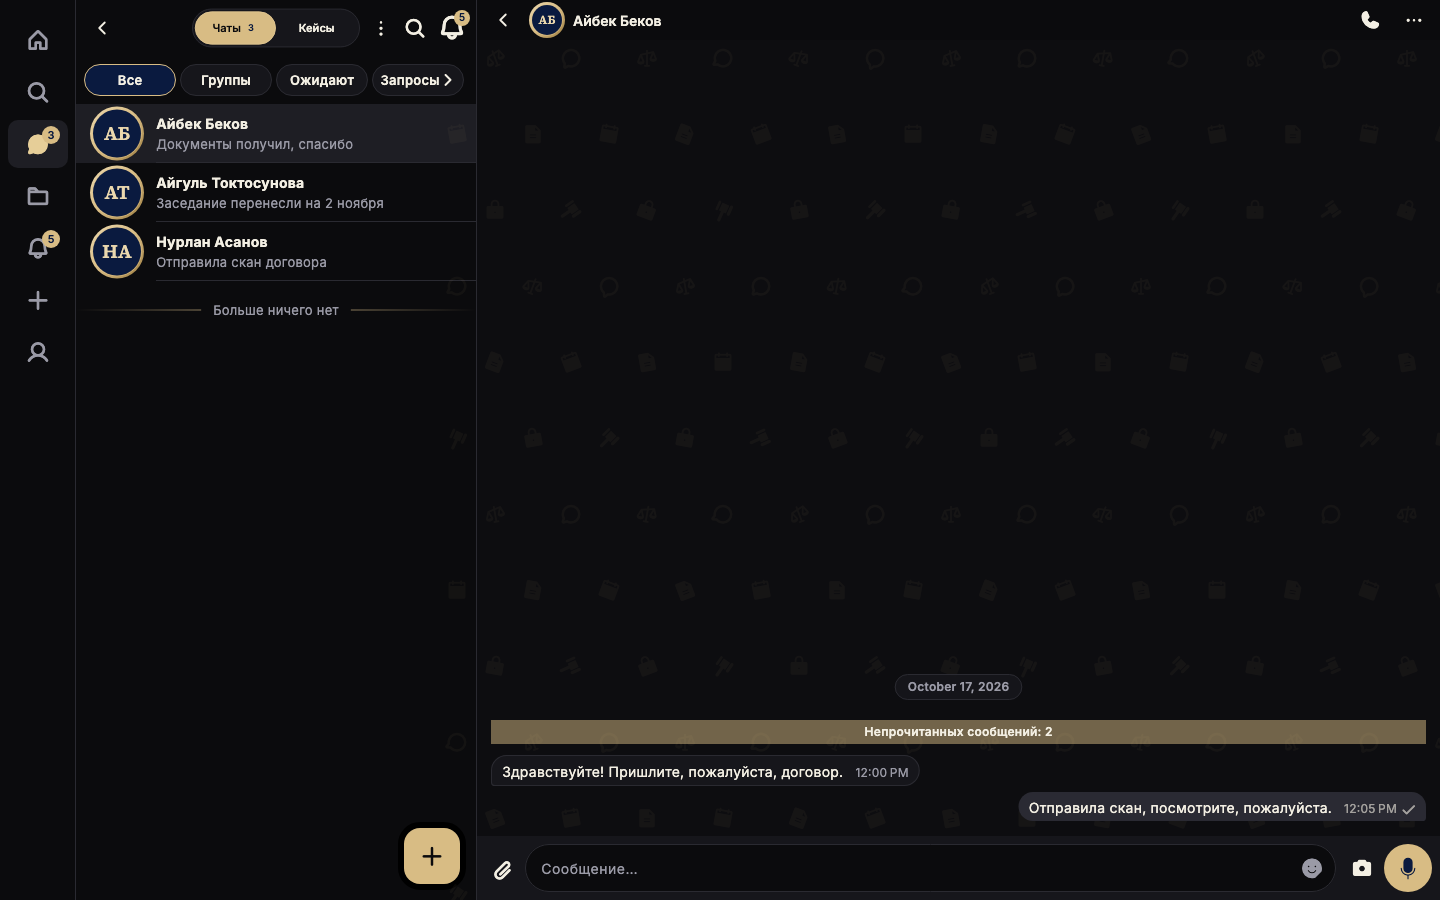 3
5
Чаты 3
Кейсы
5
Все
Группы
Ожидают
Запросы
АБ
Айбек Беков
Документы получил, спасибо
АТ
Айгуль Токтосунова
Заседание перенесли на 2 ноября
НА
Нурлан Асанов
Отправила скан договора
Больше ничего нет
АБ
Айбек Беков
October 17, 2026
Непрочитанных сообщений: 2
Здравствуйте! Пришлите, пожалуйста, договор. 12:00 PM
Отправила скан, посмотрите, пожалуйста. 12:05 PM
Сообщение...